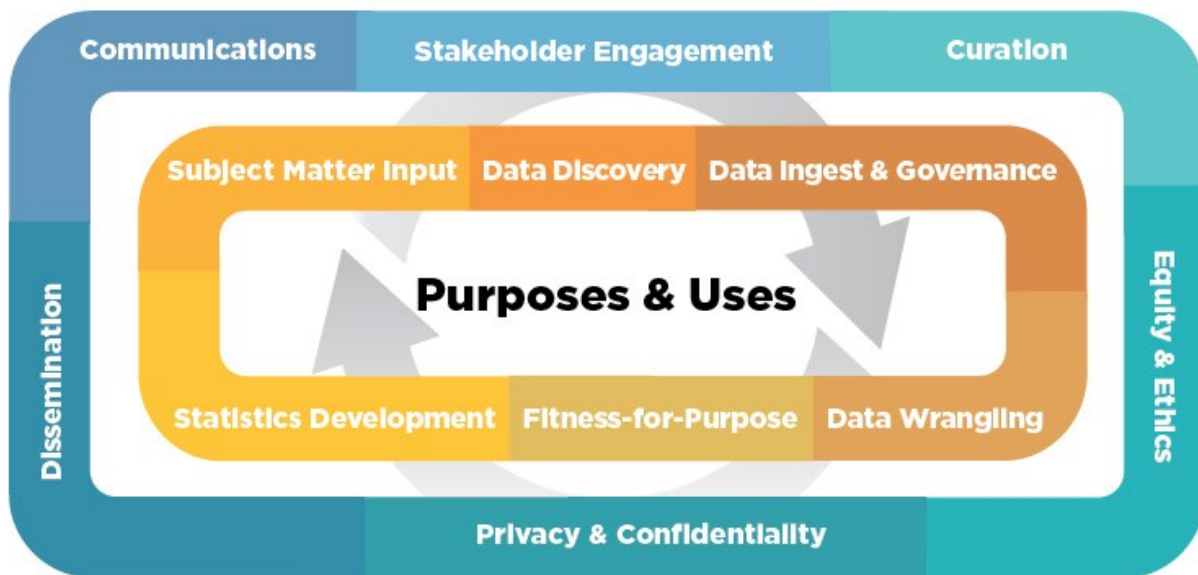 Communications
Stakeholder Engagement
Curation
Subject Matter Input
Data Discovery
Data Ingest & Governance
Purposes & Uses
Dissemination
Equity & Ethics
Statistics Development
Fitness-for-Purpose
Data Wrangling
Privacy & Confidentiality